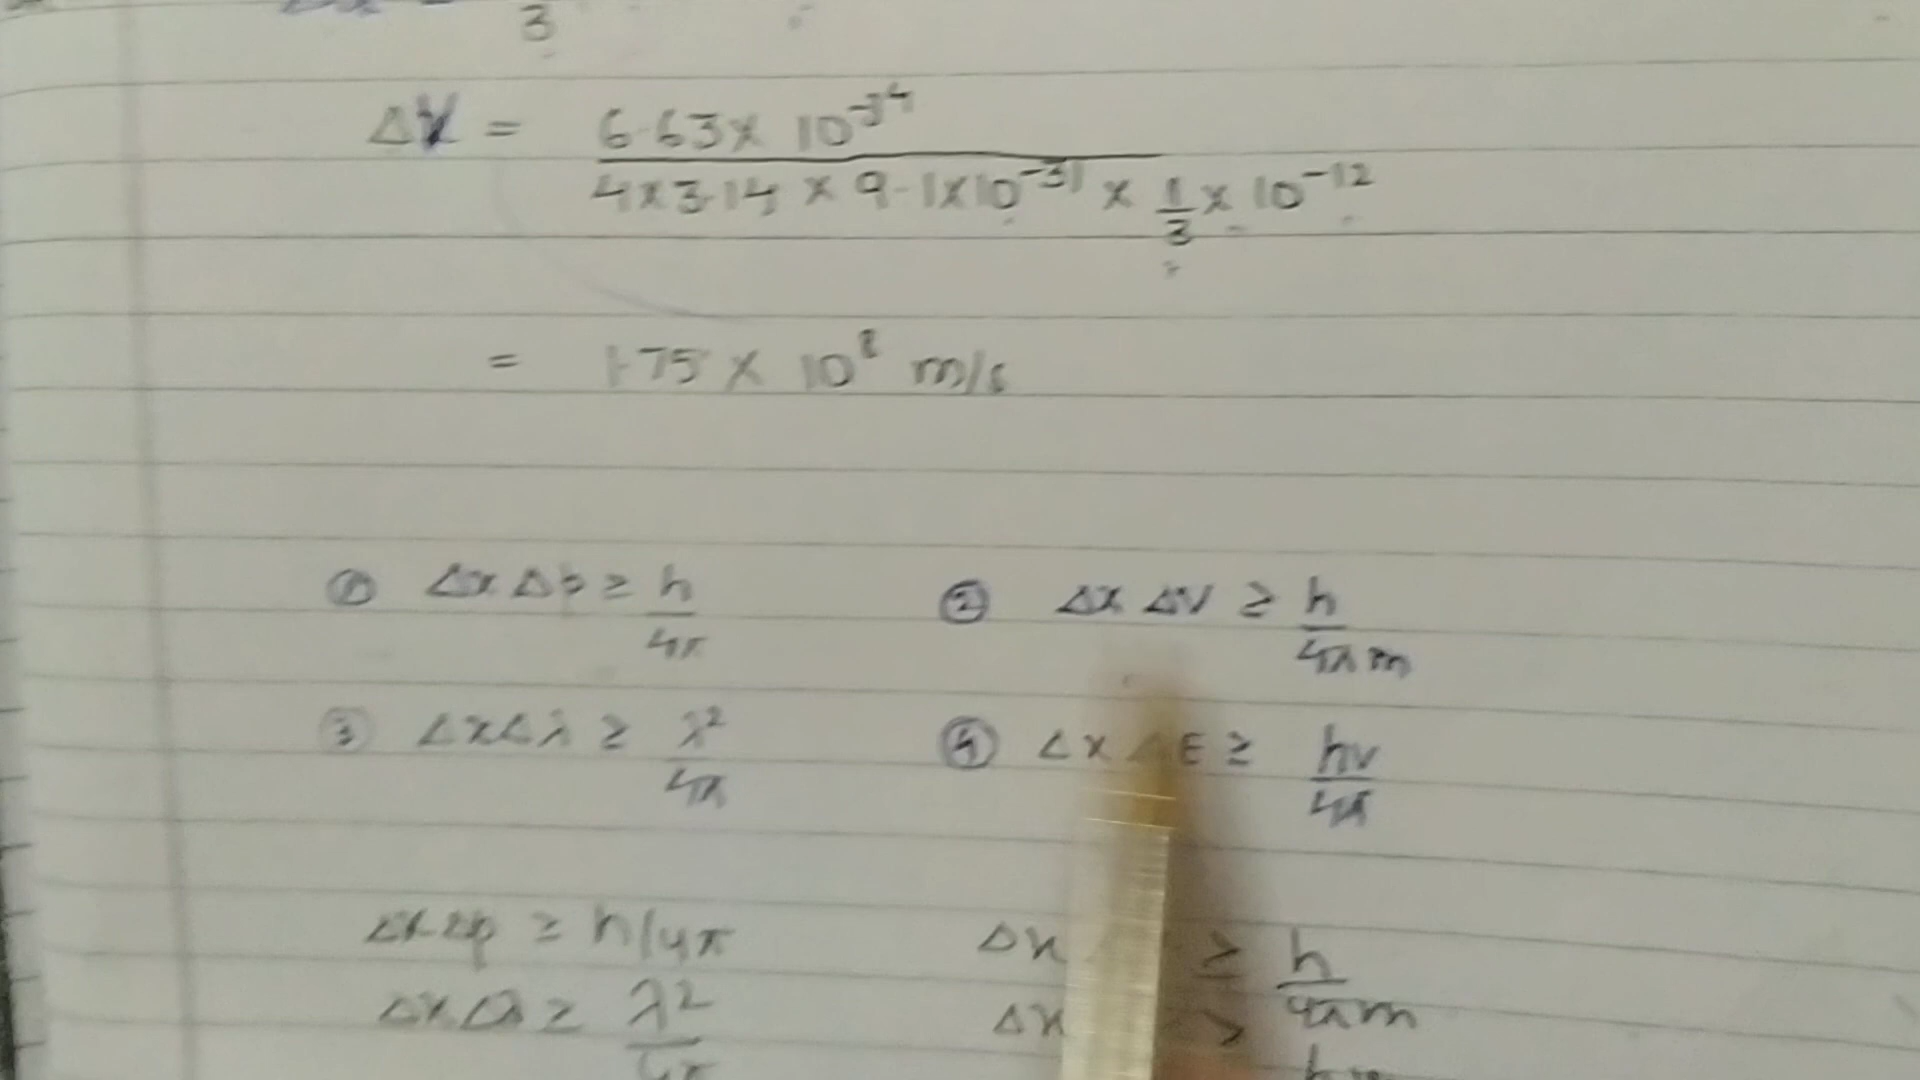 3
ΔV = 6.63 × 10⁻³⁴ / 4 × 3.14 × 9.1 × 10⁻³¹ × 1/3 × 10⁻¹²
= 1.75 × 10⁸ m/s
① Δx Δp ≥ h/4π ② Δx ΔV ≥ h/4πm
③ Δx Δλ ≥ λ²/4π ④ Δx ΔE ≥ hv/4π
Δx Δp ≥ h/4π Δx ≥ h/4πm
Δx Δλ ≥ λ²/4π Δx ≥